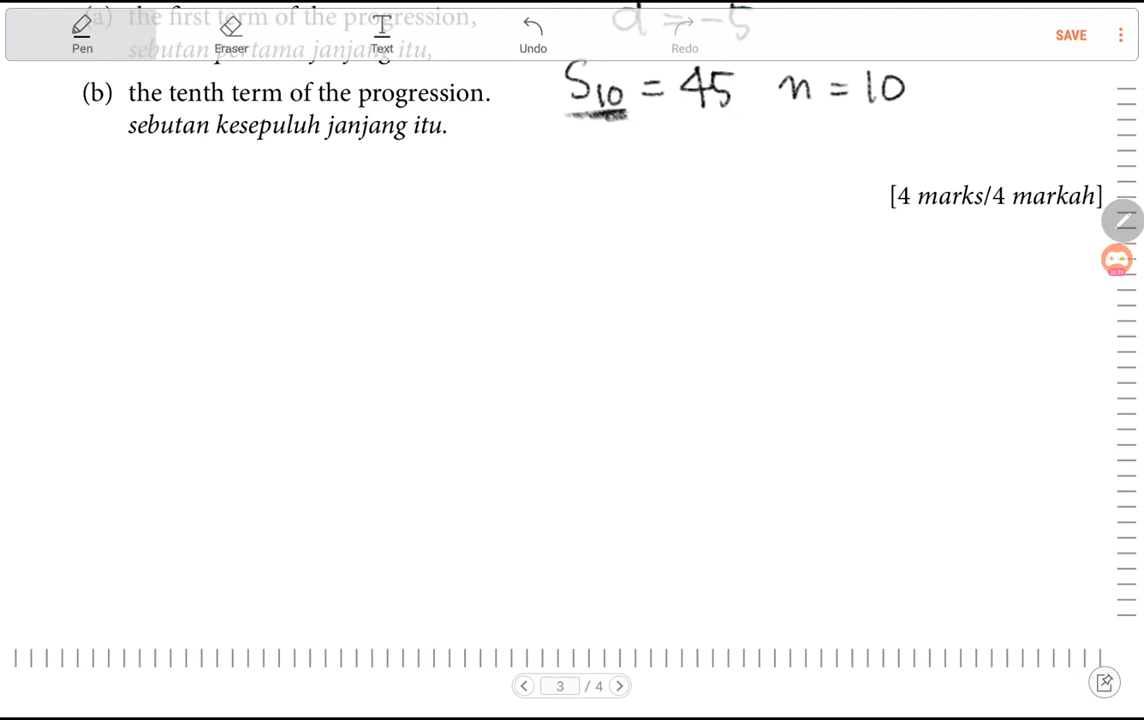 (a) the first term of the progression, d = -5
sebutan pertama janjang itu,
Pen Eraser Text Undo Redo SAVE
(b) the tenth term of the progression. S10 = 45 n = 10
sebutan kesepuluh janjang itu.
[4 marks/4 markah]
3 / 4